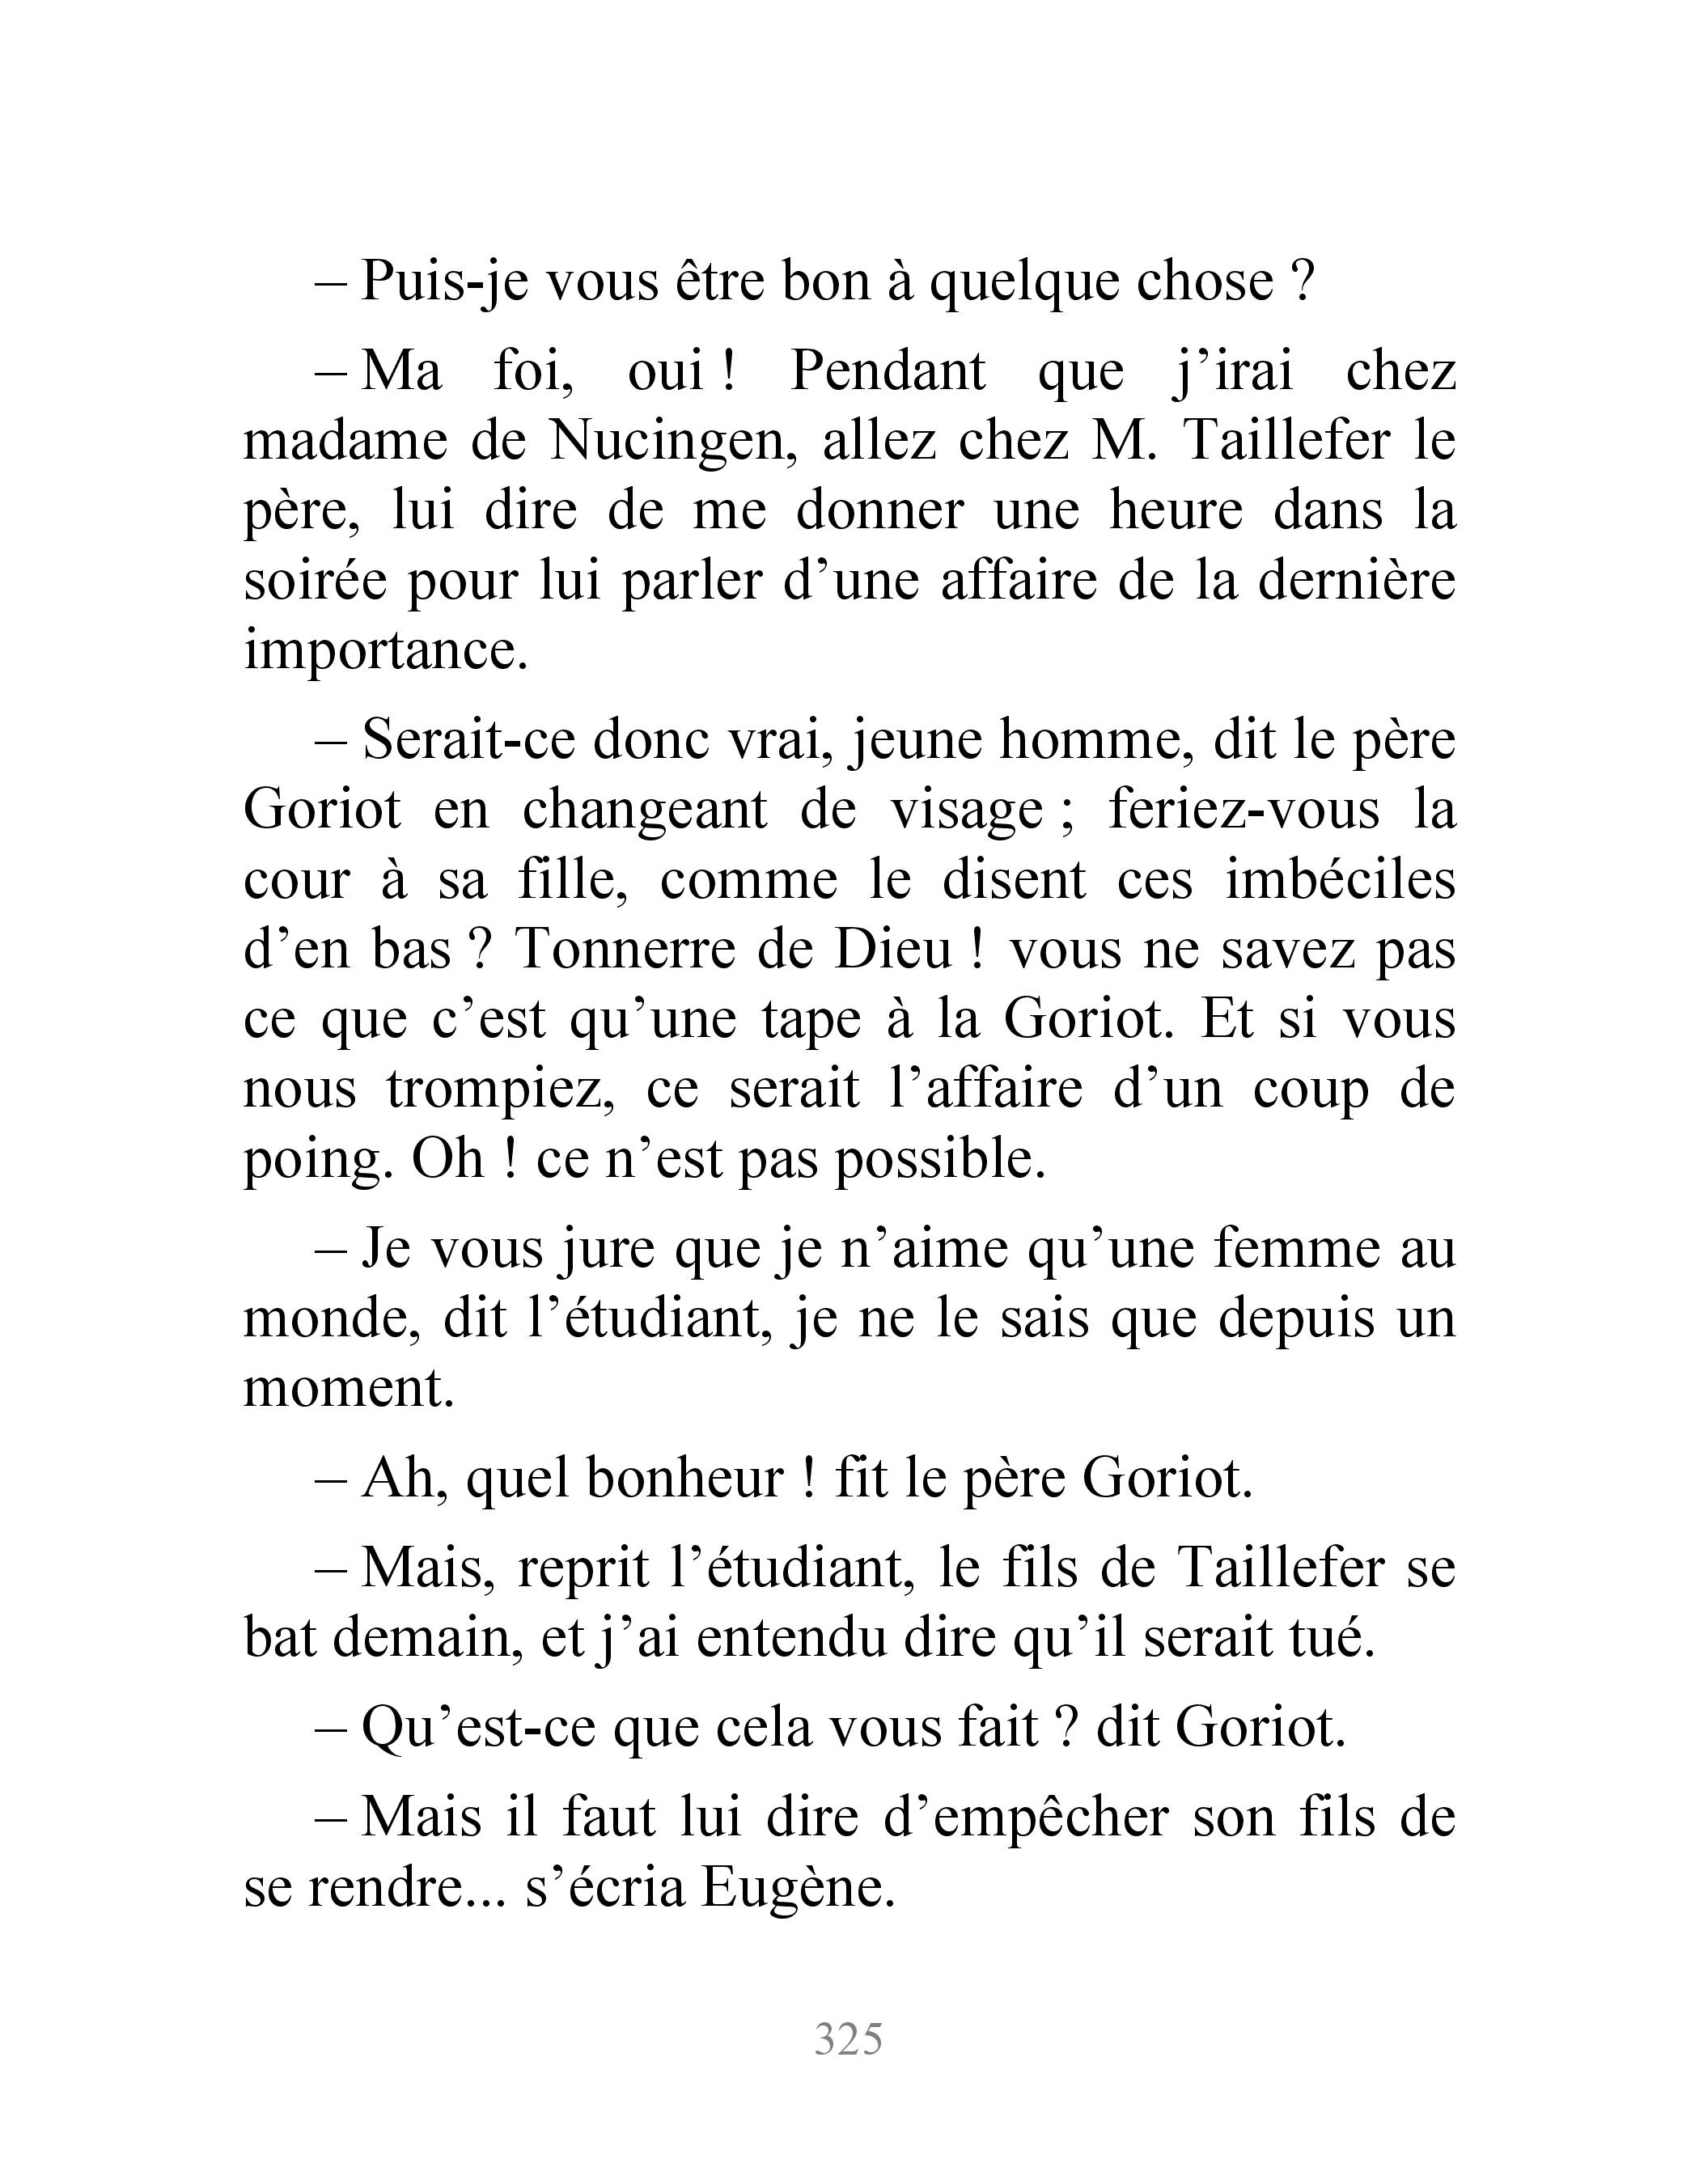 – Puis-je vous être bon à quelque chose ?
– Ma foi, oui ! Pendant que j’irai chez
madame de Nucingen, allez chez M. Taillefer le
père, lui dire de me donner une heure dans la
soirée pour lui parler d’une affaire de la dernière
importance.
– Serait-ce donc vrai, jeune homme, dit le père
Goriot en changeant de visage ; feriez-vous la
cour à sa fille, comme le disent ces imbéciles
d’en bas ? Tonnerre de Dieu ! vous ne savez pas
ce que c’est qu’une tape à la Goriot. Et si vous
nous trompiez, ce serait l’affaire d’un coup de
poing. Oh ! ce n’est pas possible.
– Je vous jure que je n’aime qu’une femme au
monde, dit l’étudiant, je ne le sais que depuis un
moment.
– Ah, quel bonheur ! fit le père Goriot.
– Mais, reprit l’étudiant, le fils de Taillefer se
bat demain, et j’ai entendu dire qu’il serait tué.
– Qu’est-ce que cela vous fait ? dit Goriot.
– Mais il faut lui dire d’empêcher son fils de
se rendre... s’écria Eugène.
325